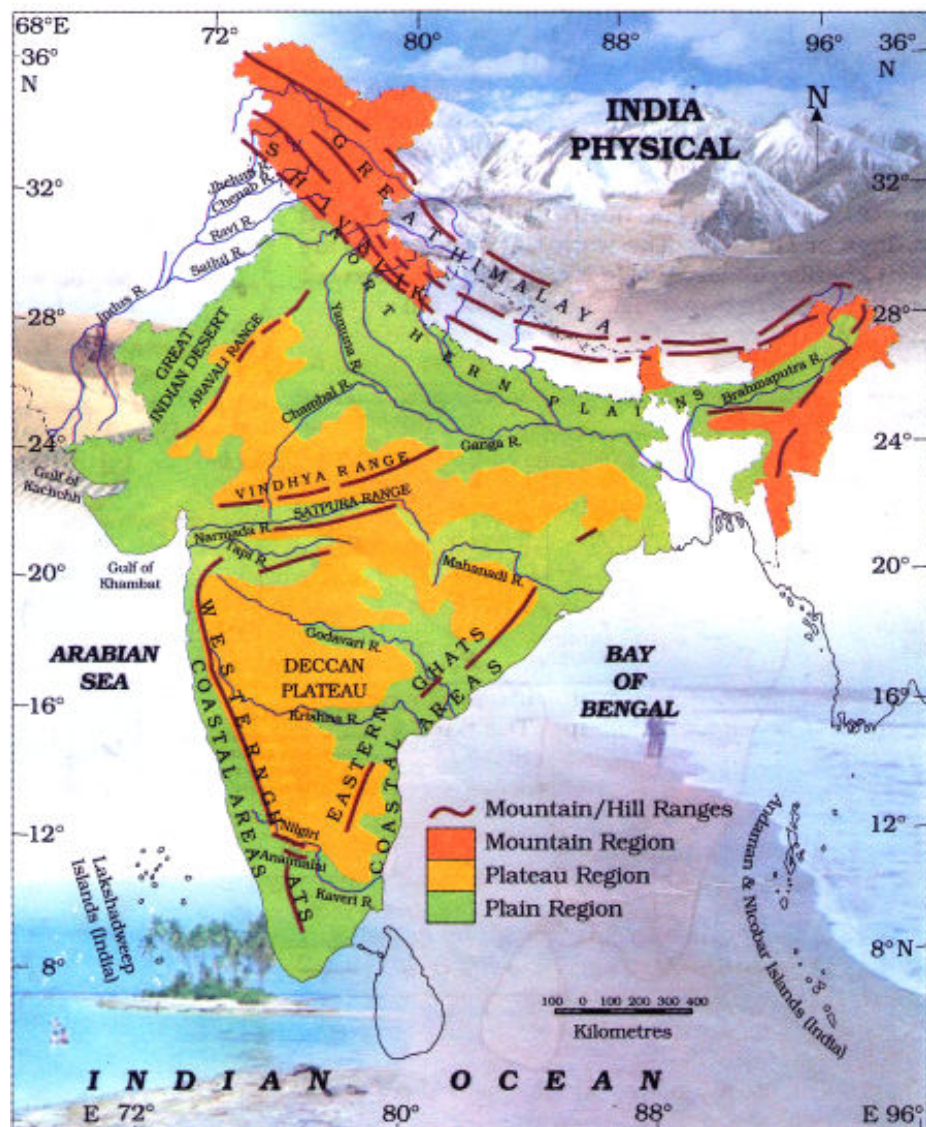 68°E
72°
80°
88°
96°
36°
N
36°
N
INDIA
PHYSICAL
N
32°
32°
28°
28°
24°
24°
20°
20°
16°
16°
12°
12°
8°
8° N
Jhelum R.
Chenab R.
Ravi R.
Satluj R.
Indus R.
SHIVALIK
GREAT HIMALAYA
NORTHERN PLAINS
GREAT
INDIAN DESERT
ARAVALI RANGE
Yamuna R.
Chambal R.
Ganga R.
Brahmaputra R.
VINDHYA RANGE
SATPURA RANGE
Narmada R.
Tapi R.
Gulf of
Kachchh
Gulf of
Khambat
Mahanadi R.
Godavari R.
DECCAN
PLATEAU
Krishna R.
WESTERN GHATS
COASTAL AREAS
EASTERN GHATS
COASTAL AREAS
Nilgiri
Anaimalai
Kaveri R.
ARABIAN
SEA
BAY
OF
BENGAL
Mountain/Hill Ranges
Mountain Region
Plateau Region
Plain Region
Lakshadweep
Islands (India)
Andaman & Nicobar Islands (India)
100 0 100 200 300 400
Kilometres
INDIAN OCEAN
E 72°
80°
88°
E 96°